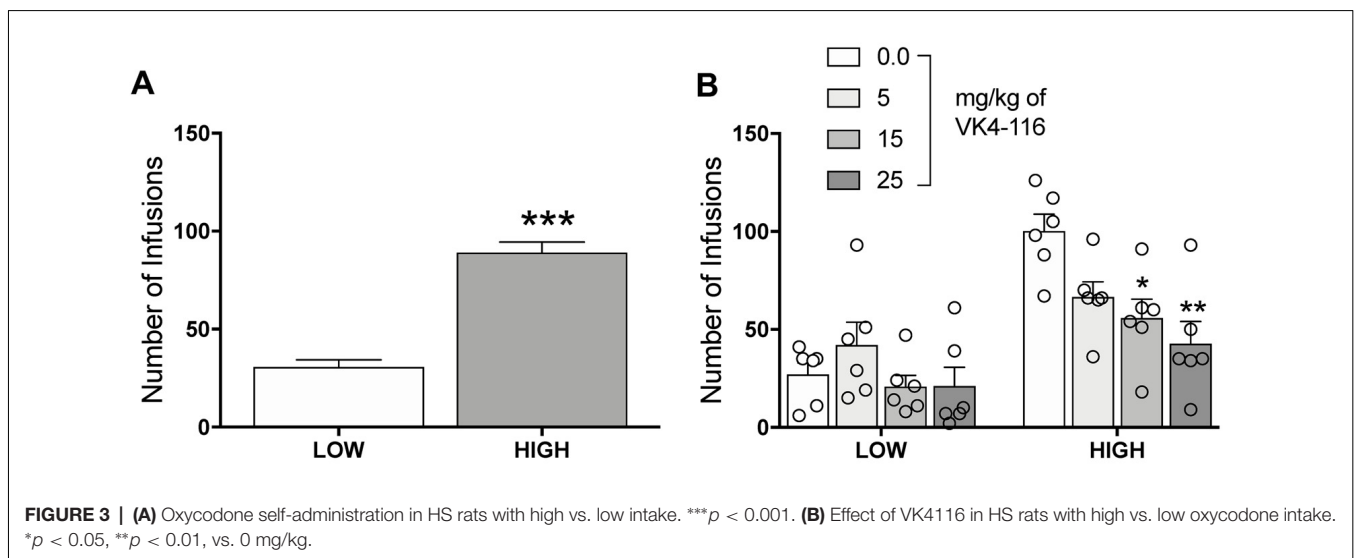 A
Number of Infusions
150
100
50
0
***
LOW
HIGH
B
0.0
5
15
25
mg/kg of
VK4-116
Number of Infusions
150
100
50
0
*
**
LOW
HIGH
FIGURE 3 | (A) Oxycodone self-administration in HS rats with high vs. low intake. ***p < 0.001. (B) Effect of VK4116 in HS rats with high vs. low oxycodone intake.
*p < 0.05, **p < 0.01, vs. 0 mg/kg.